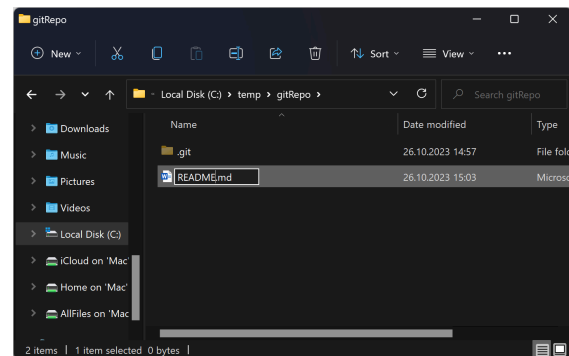 gitRepo
New
Sort
View
Local Disk (C:) > temp > gitRepo >
Search gitRepo
Name
Date modified
Type
Downloads
Music
Pictures
Videos
Local Disk (C:)
iCloud on 'Mac'
Home on 'Mac'
AllFiles on 'Mac
.git
26.10.2023 14:57
File fold
README.md
26.10.2023 15:03
Microso
2 items | 1 item selected 0 bytes |